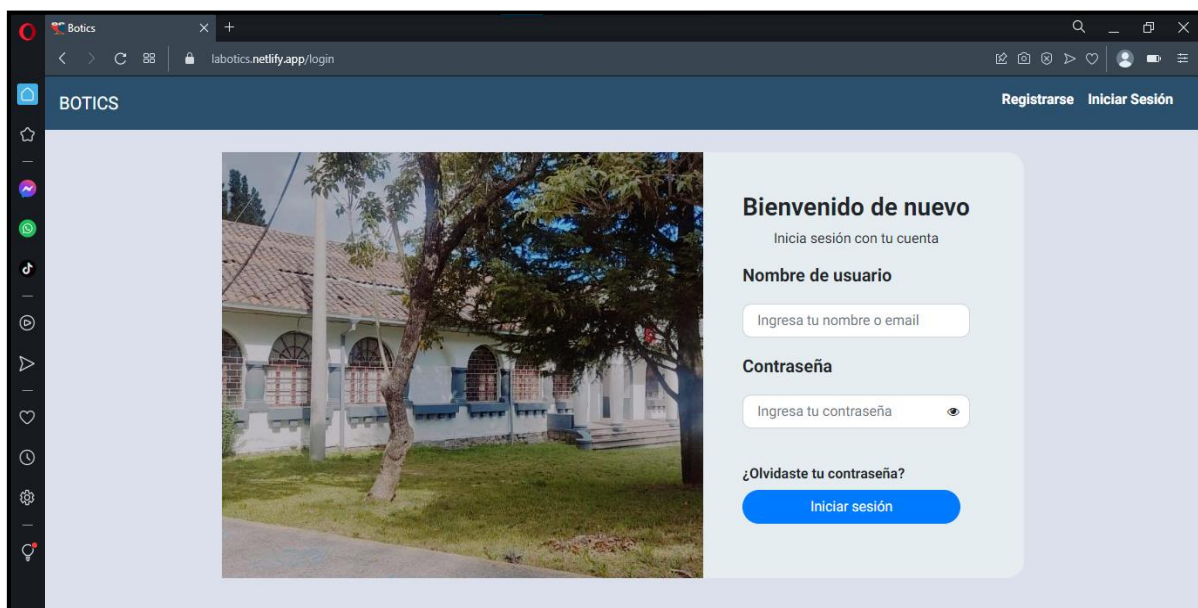 Botics
labotics.netlify.app/login
BOTICS
Registrarse Iniciar Sesión
Bienvenido de nuevo
Inicia sesión con tu cuenta
Nombre de usuario
Ingresa tu nombre o email
Contraseña
Ingresa tu contraseña
¿Olvidaste tu contraseña?
Iniciar sesión